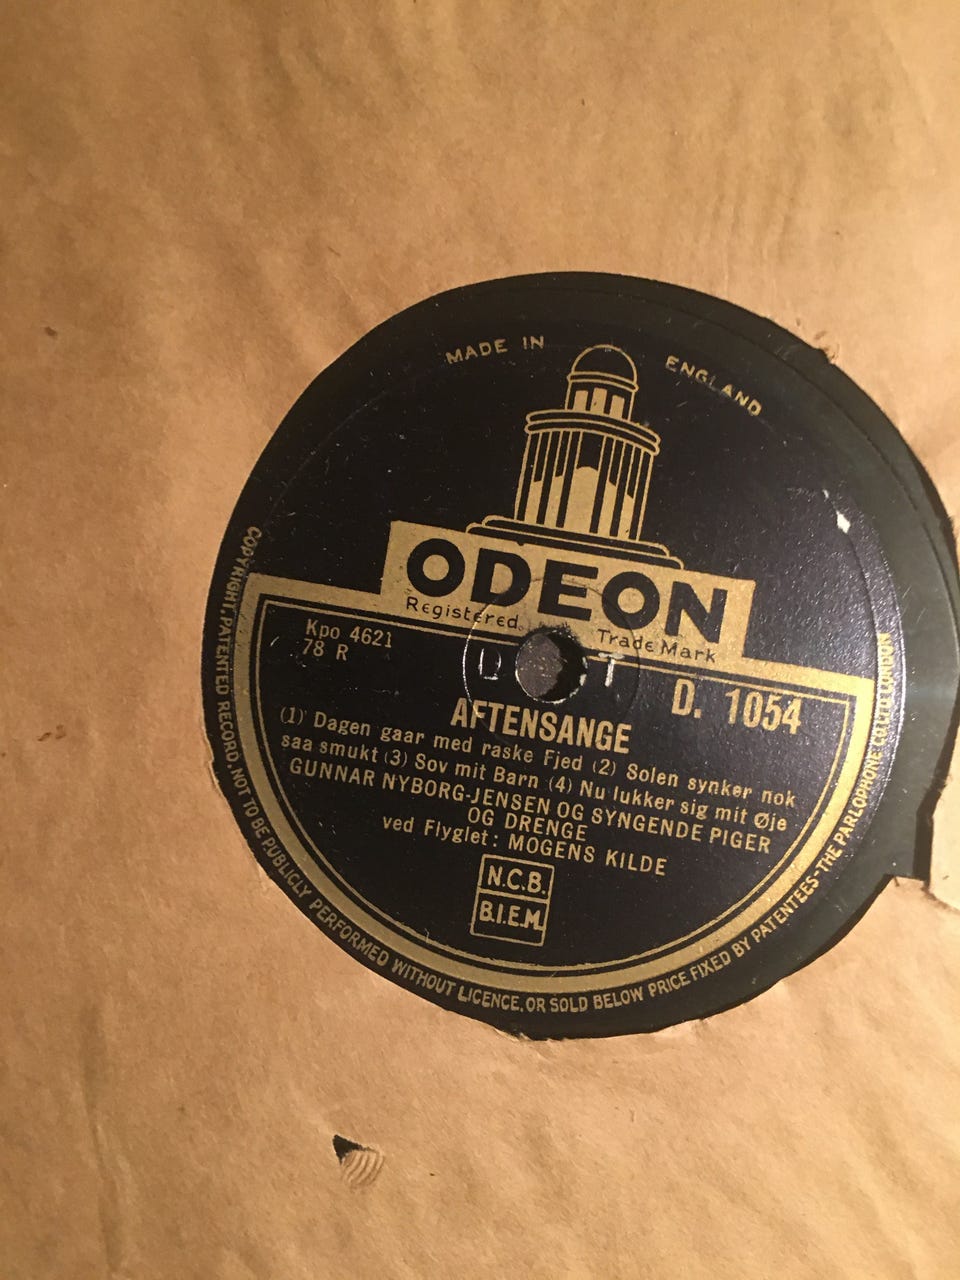 MADE IN ENGLAND
ODEON
Registered Trade Mark
Kpo 4621
78 R
D T
D. 1054
AFTENSANGE
(1) Dagen gaar med raske Fjed (2) Solen synker nok
saa smukt (3) Sov mit Barn (4) Nu lukker sig mit Øje
GUNNAR NYBORG-JENSEN OG SYNGENDE PIGER
OG DRENGE
ved Flyglet: MOGENS KILDE
N.C.B.
B.I.E.M.
COPYRIGHT, PATENTED RECORD, NOT TO BE PUBLICLY PERFORMED WITHOUT LICENCE, OR SOLD BELOW PRICE FIXED BY PATENTEES-THE PARLOPHONE CO LTD LONDON